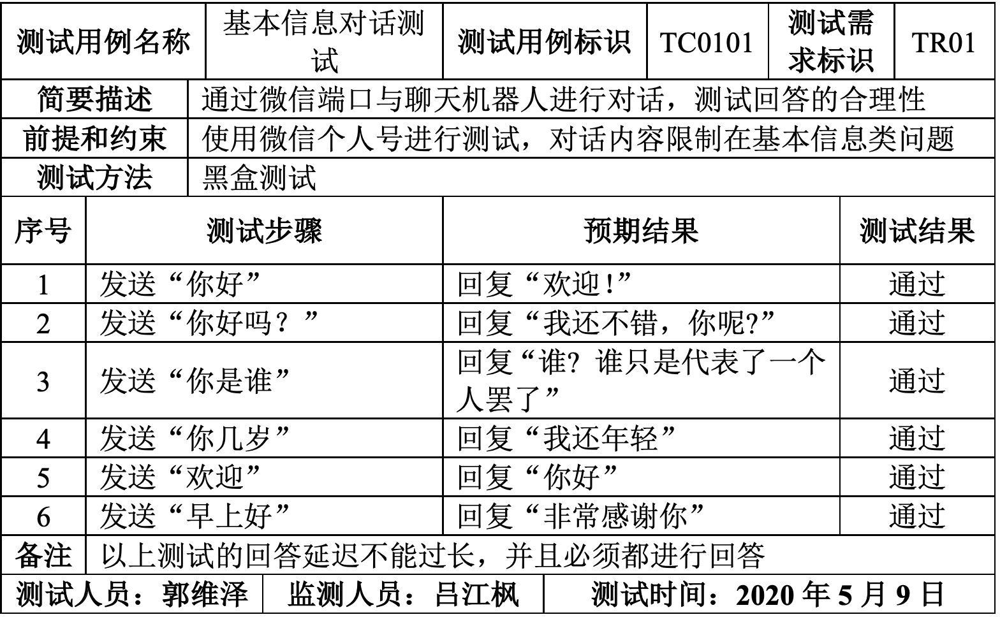 测试用例名称 基本信息对话测试 测试用例标识 TC0101 测试需求标识 TR01
简要描述 通过微信端口与聊天机器人进行对话，测试回答的合理性
前提和约束 使用微信个人号进行测试，对话内容限制在基本信息类问题
测试方法 黑盒测试
序号 测试步骤 预期结果 测试结果
1 发送“你好” 回复“欢迎!” 通过
2 发送“你好吗？” 回复“我还不错，你呢?” 通过
3 发送“你是谁” 回复“谁? 谁只是代表了一个人罢了” 通过
4 发送“你几岁” 回复“我还年轻” 通过
5 发送“欢迎” 回复“你好” 通过
6 发送“早上好” 回复“非常感谢你” 通过
备注 以上测试的回答延迟不能过长，并且必须都进行回答
测试人员：郭维泽 监测人员：吕江枫 测试时间：2020 年 5 月 9 日